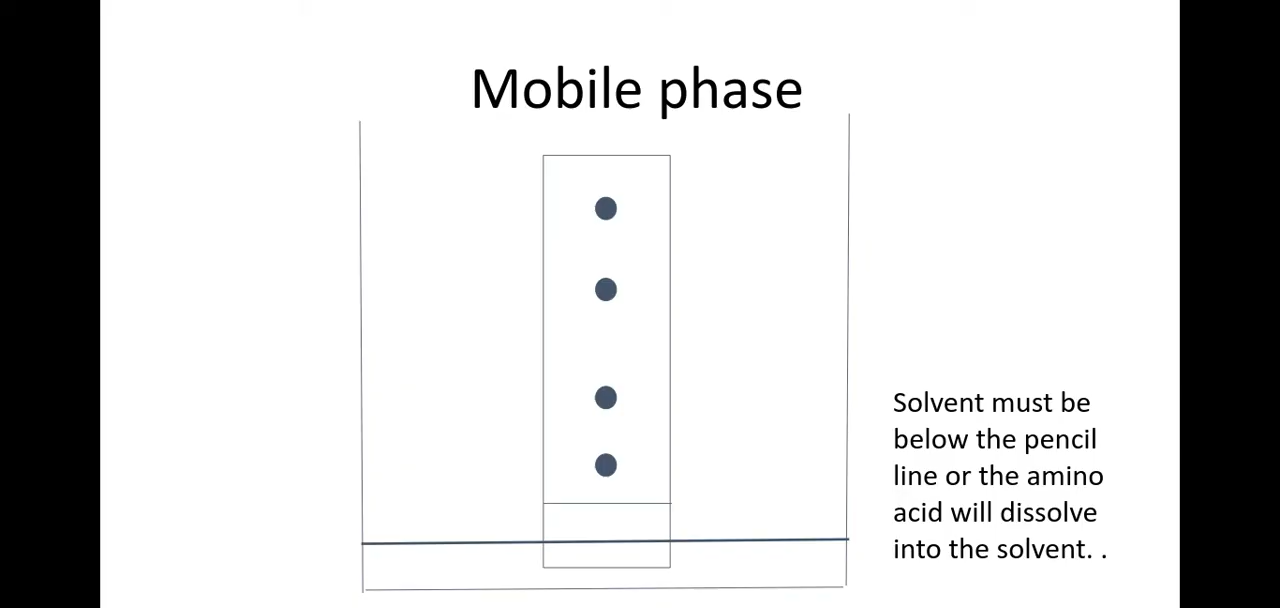 Mobile phase
Solvent must be
below the pencil
line or the amino
acid will dissolve
into the solvent. .